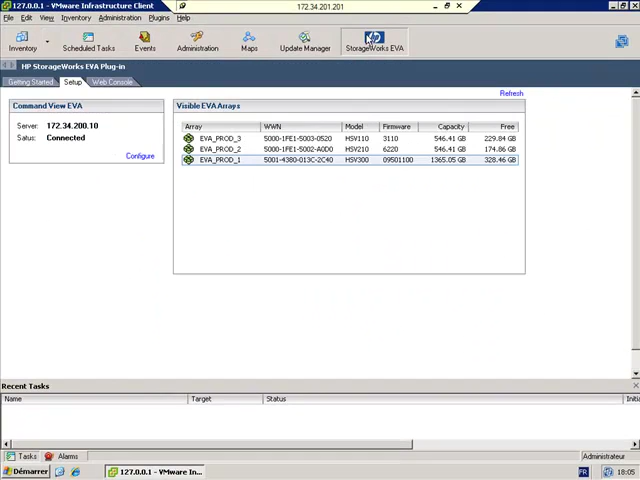 127.0.0.1 - VMware Infrastructure Client
172.34.201.201
File Edit View Inventory Administration Plugins Help
Inventory Scheduled Tasks Events Administration Maps Update Manager StorageWorks EVA
HP StorageWorks EVA Plug-in
Getting Started Setup Web Console
Refresh
Command View EVA
Server: 172.34.200.10
Satus: Connected
Configure
Visible EVA Arrays
Array WWN Model Firmware Capacity Free
EVA_PROD_3 5000-1FE1-5003-0520 HSV110 3110 546.41 GB 229.84 GB
EVA_PROD_2 5000-1FE1-5002-A0D0 HSV210 6220 546.41 GB 174.86 GB
EVA_PROD_1 5001-4380-013C-2C40 HSV300 09501100 1365.05 GB 328.46 GB
Recent Tasks
Name Target Status Initia
Tasks Alarms Administrateur
Démarrer 127.0.0.1 - VMware In... FR 18:05